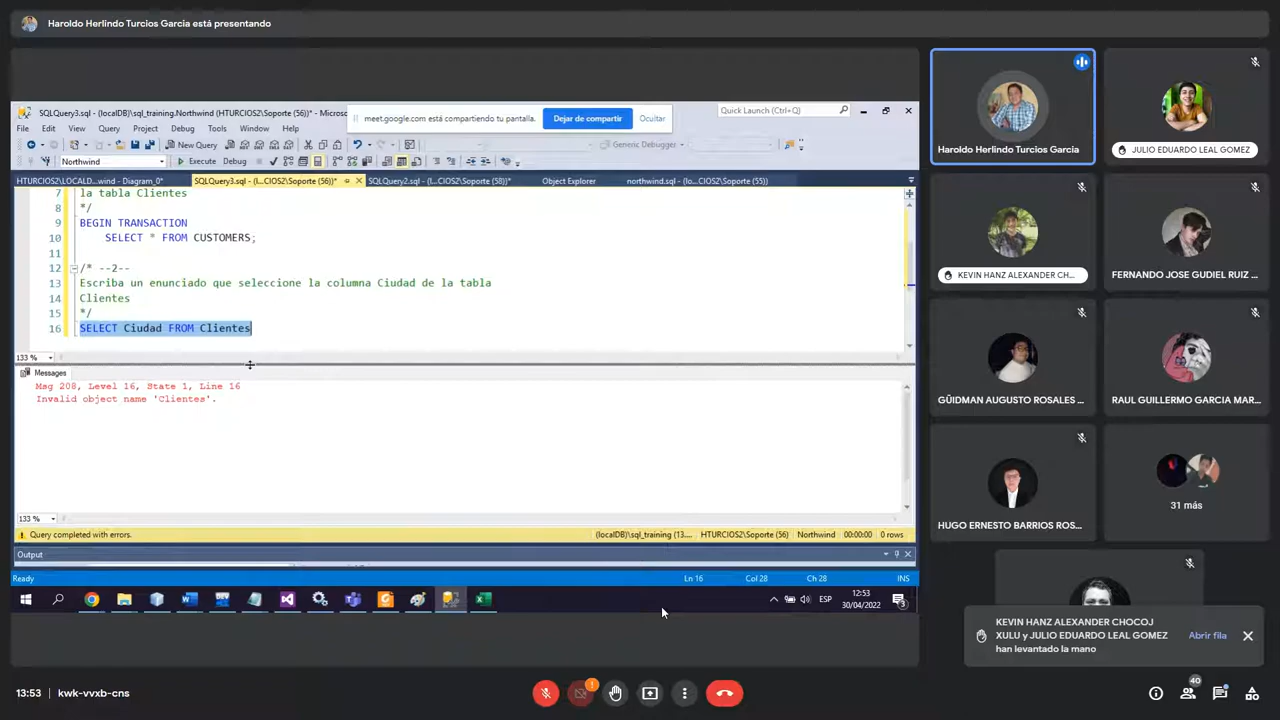 Haroldo Herlindo Turcios Garcia está presentando
SQLQuery3.sql - (localDB)\sql_training.Northwind (HTURCIOS2\Soporte (56))* - Microsof
meet.google.com está compartiendo tu pantalla.
Dejar de compartir
Ocultar
Quick Launch (Ctrl+Q)
File Edit View Query Project Debug Tools Window Help
New Query
Generic Debugger
Northwind
Execute Debug
HTURCIOS2\LOCALD...wind - Diagram_0*
SQLQuery3.sql - (l...CIOS2\Soporte (56))*
SQLQuery2.sql - (l...CIOS2\Soporte (58))*
Object Explorer
northwind.sql - (lo...CIOS2\Soporte (55))
7 la tabla Clientes
8 */
9 BEGIN TRANSACTION
10 SELECT * FROM CUSTOMERS;
11
12 /* --2--
13 Escriba un enunciado que seleccione la columna Ciudad de la tabla
14 Clientes
15 */
16 SELECT Ciudad FROM Clientes
133 %
Messages
Msg 208, Level 16, State 1, Line 16
Invalid object name 'Clientes'.
133 %
Query completed with errors.
(localDB)\sql_training (13....
HTURCIOS2\Soporte (56)
Northwind
00:00:00
0 rows
Output
Ready
Ln 16
Col 28
Ch 28
INS
ESP
12:53
30/04/2022
3
Haroldo Herlindo Turcios Garcia
JULIO EDUARDO LEAL GOMEZ
KEVIN HANZ ALEXANDER CH...
FERNANDO JOSE GUDIEL RUIZ ...
GÜIDMAN AUGUSTO ROSALES ...
RAUL GUILLERMO GARCIA MAR...
HUGO ERNESTO BARRIOS ROS...
31 más
KEVIN HANZ ALEXANDER CHOCOJ
XULU y JULIO EDUARDO LEAL GOMEZ
han levantado la mano
Abrir fila
13:53
kwk-vvxb-cns
40